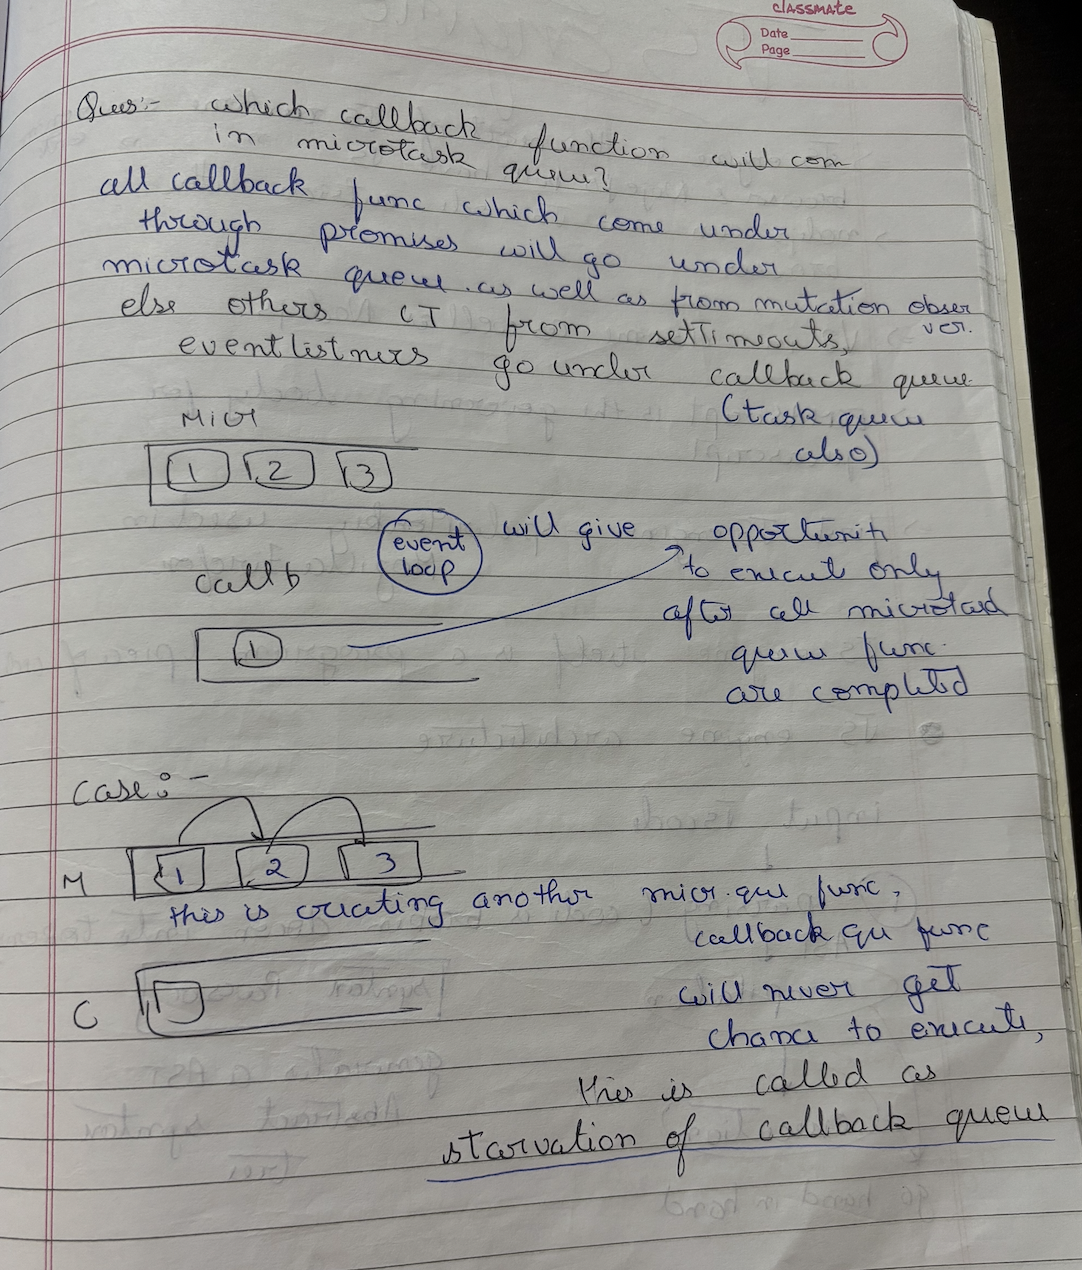 classmate
Date
Page
Ques:- which callback function will com
in microtask queue?
all callback func which come under
through promises will go under
microtask queue. as well as from mutation obser
ver.
else others CT from setTimeouts,
eventlistners go under callback queue
(task queue
also)
Micr
1 2 3
event
loop
will give opportunit
to execut only
after all microtask
queue func.
are completed
callb
1
Case:-
M 1 2 3
this is creating another micr. que func,
callback qu func
will never get
chance to execute,
C
this is called as
starvation of callback queue